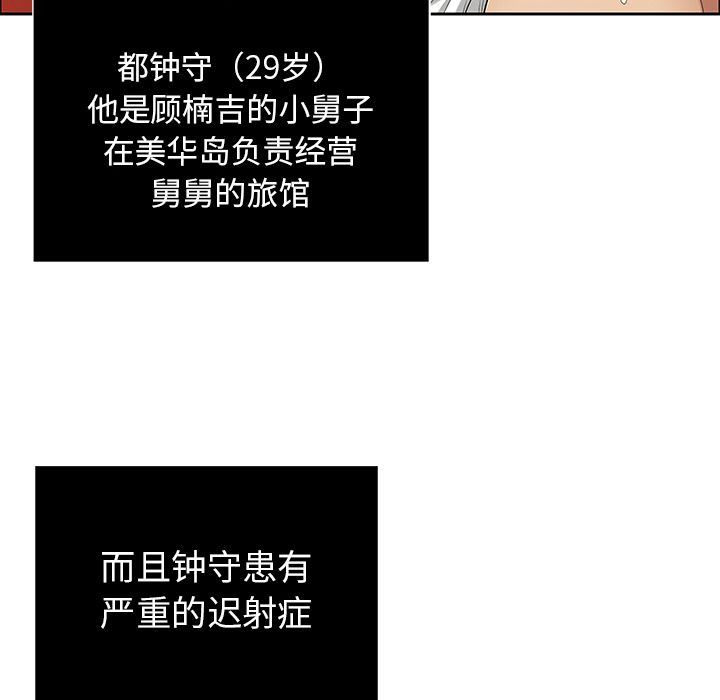 都钟守（29岁）
他是顾楠吉的小舅子
在美华岛负责经营
舅舅的旅馆
而且钟守患有
严重的迟射症